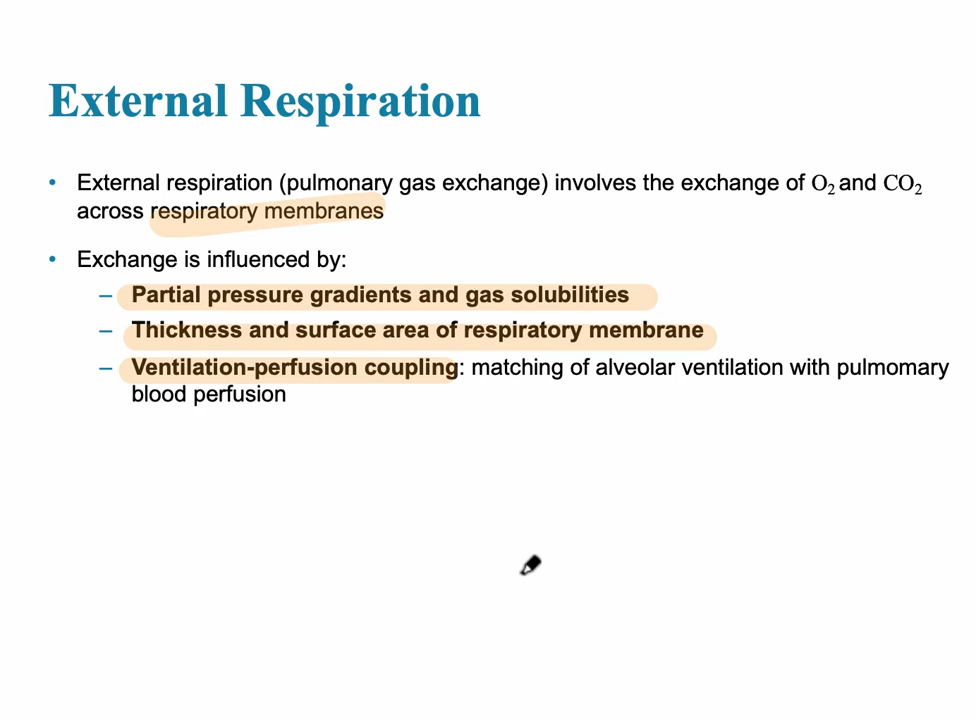 External Respiration
• External respiration (pulmonary gas exchange) involves the exchange of O₂ and CO₂
across respiratory membranes
• Exchange is influenced by:
– Partial pressure gradients and gas solubilities
– Thickness and surface area of respiratory membrane
– Ventilation-perfusion coupling: matching of alveolar ventilation with pulmomary
blood perfusion